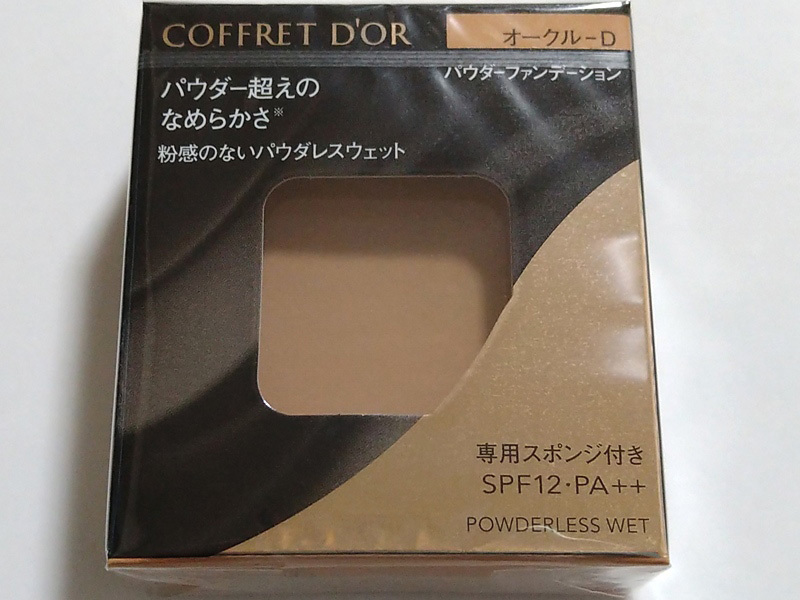 COFFRET D'OR
オークル-D
パウダーファンデーション
パウダー超えの
なめらかさ※
粉感のないパウダレスウェット
専用スポンジ付き
SPF12・PA++
POWDERLESS WET